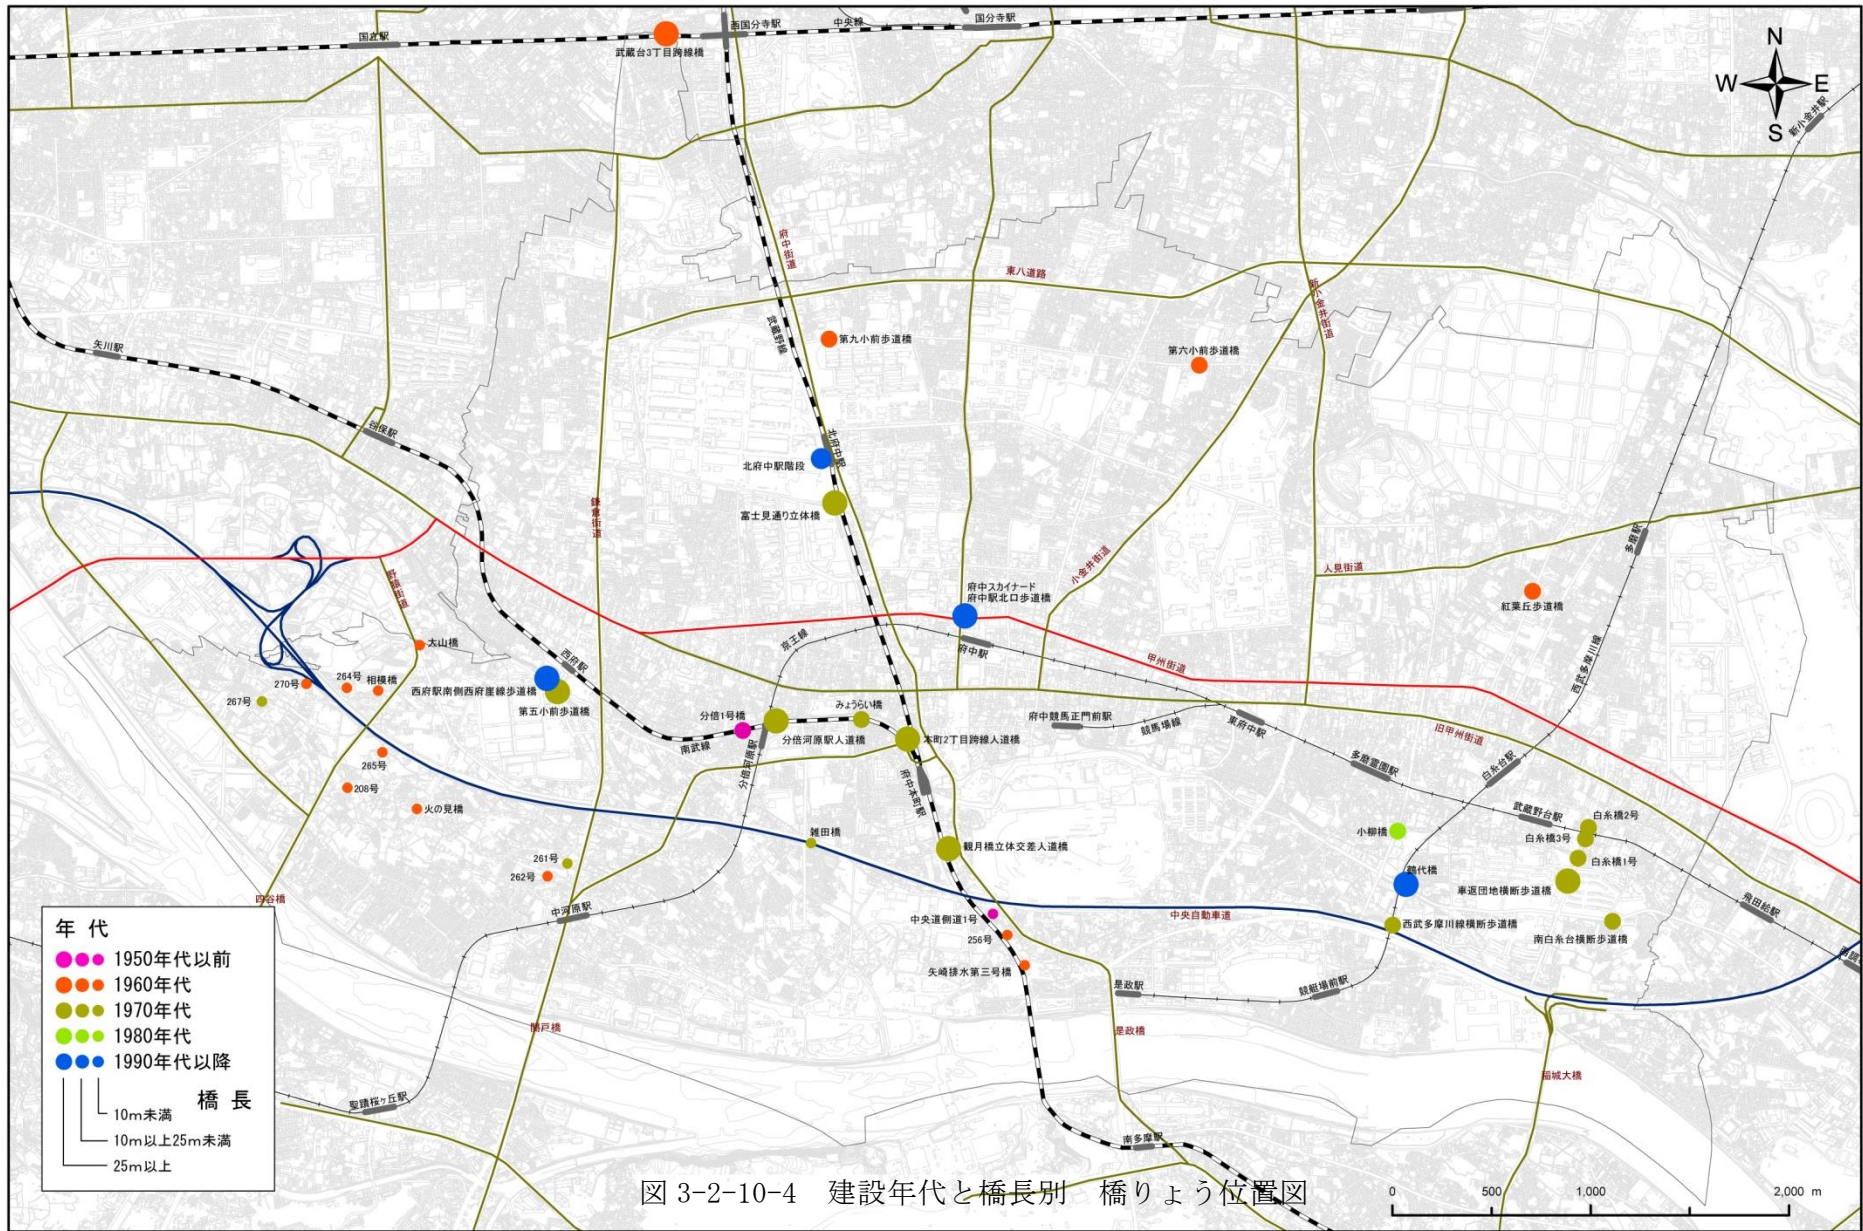 国立駅
西国分寺駅
中央線
国分寺駅
武蔵台3丁目跨線橋
N
W
E
S
新小金井駅
府中街道
東八道路
新小金井街道
武蔵野線
矢川駅
第九小前歩道橋
第六小前歩道橋
谷保駅
北府中駅
北府中駅階段
富士見通り立体橋
鎌倉街道
多磨駅
小金井街道
人見街道
野猿街道
府中スカイナード
府中駅北口歩道橋
紅葉丘歩道橋
大山橋
西府駅
京王線
府中駅
甲州街道
西武多摩川線
270号
264号
相模橋
267号
西府駅南側西府崖線歩道橋
第五小前歩道橋
分倍1号橋
みょうらい橋
府中競馬正門前駅
競馬場線
東府中駅
旧甲州街道
南武線
分倍河原駅人道橋
本町2丁目跨線人道橋
分倍河原駅
府中本町駅
265号
208号
火の見橋
多磨霊園駅
白糸台駅
武蔵野台駅
白糸橋2号
白糸橋3号
白糸橋1号
小柳橋
雑田橋
観月橋立体交差人道橋
261号
262号
鶴代橋
車返団地横断歩道橋
飛田給駅
四谷橋
中河原駅
中央道側道1号
中央自動車道
西武多摩川線横断歩道橋
南白糸台横断歩道橋
256号
矢崎排水第三号橋
是政駅
競艇場前駅
関戸橋
是政橋
稲城大橋
聖蹟桜ヶ丘駅
南多摩駅
年 代
1950年代以前
1960年代
1970年代
1980年代
1990年代以降
橋 長
10m未満
10m以上25m未満
25m以上
図 3-2-10-4 建設年代と橋長別 橋りょう位置図
0 500 1,000 2,000 m